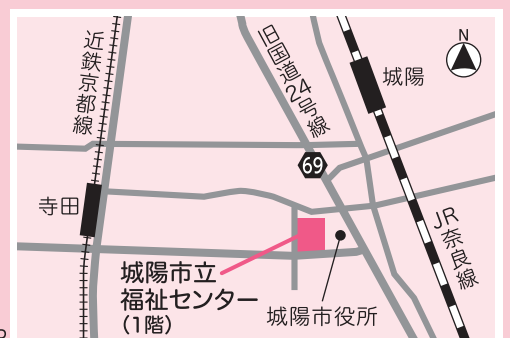 近鉄京都線
旧国道24号線
N
城陽
69
寺田
JR奈良線
城陽市立
福祉センター
(1階)
城陽市役所